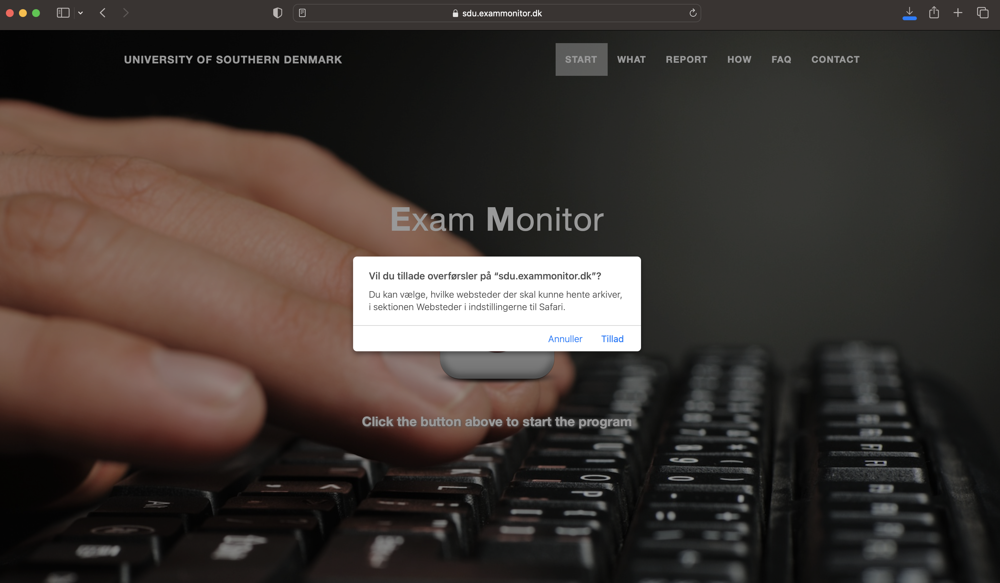 sdu.exammonitor.dk
UNIVERSITY OF SOUTHERN DENMARK
START WHAT REPORT HOW FAQ CONTACT
Exam Monitor
Vil du tillade overførsler på “sdu.exammonitor.dk”?
Du kan vælge, hvilke websteder der skal kunne hente arkiver,
i sektionen Websteder i indstillingerne til Safari.
Annuller Tillad
Click the button above to start the program